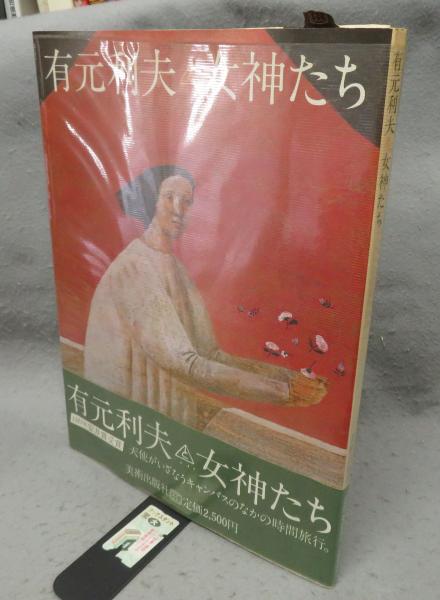 有元利夫 女神たち
有元利夫 女神たち
有元利夫 女神たち
天使がいざなうキャンバスのなかの時間旅行。
美術出版社 定価2,500円